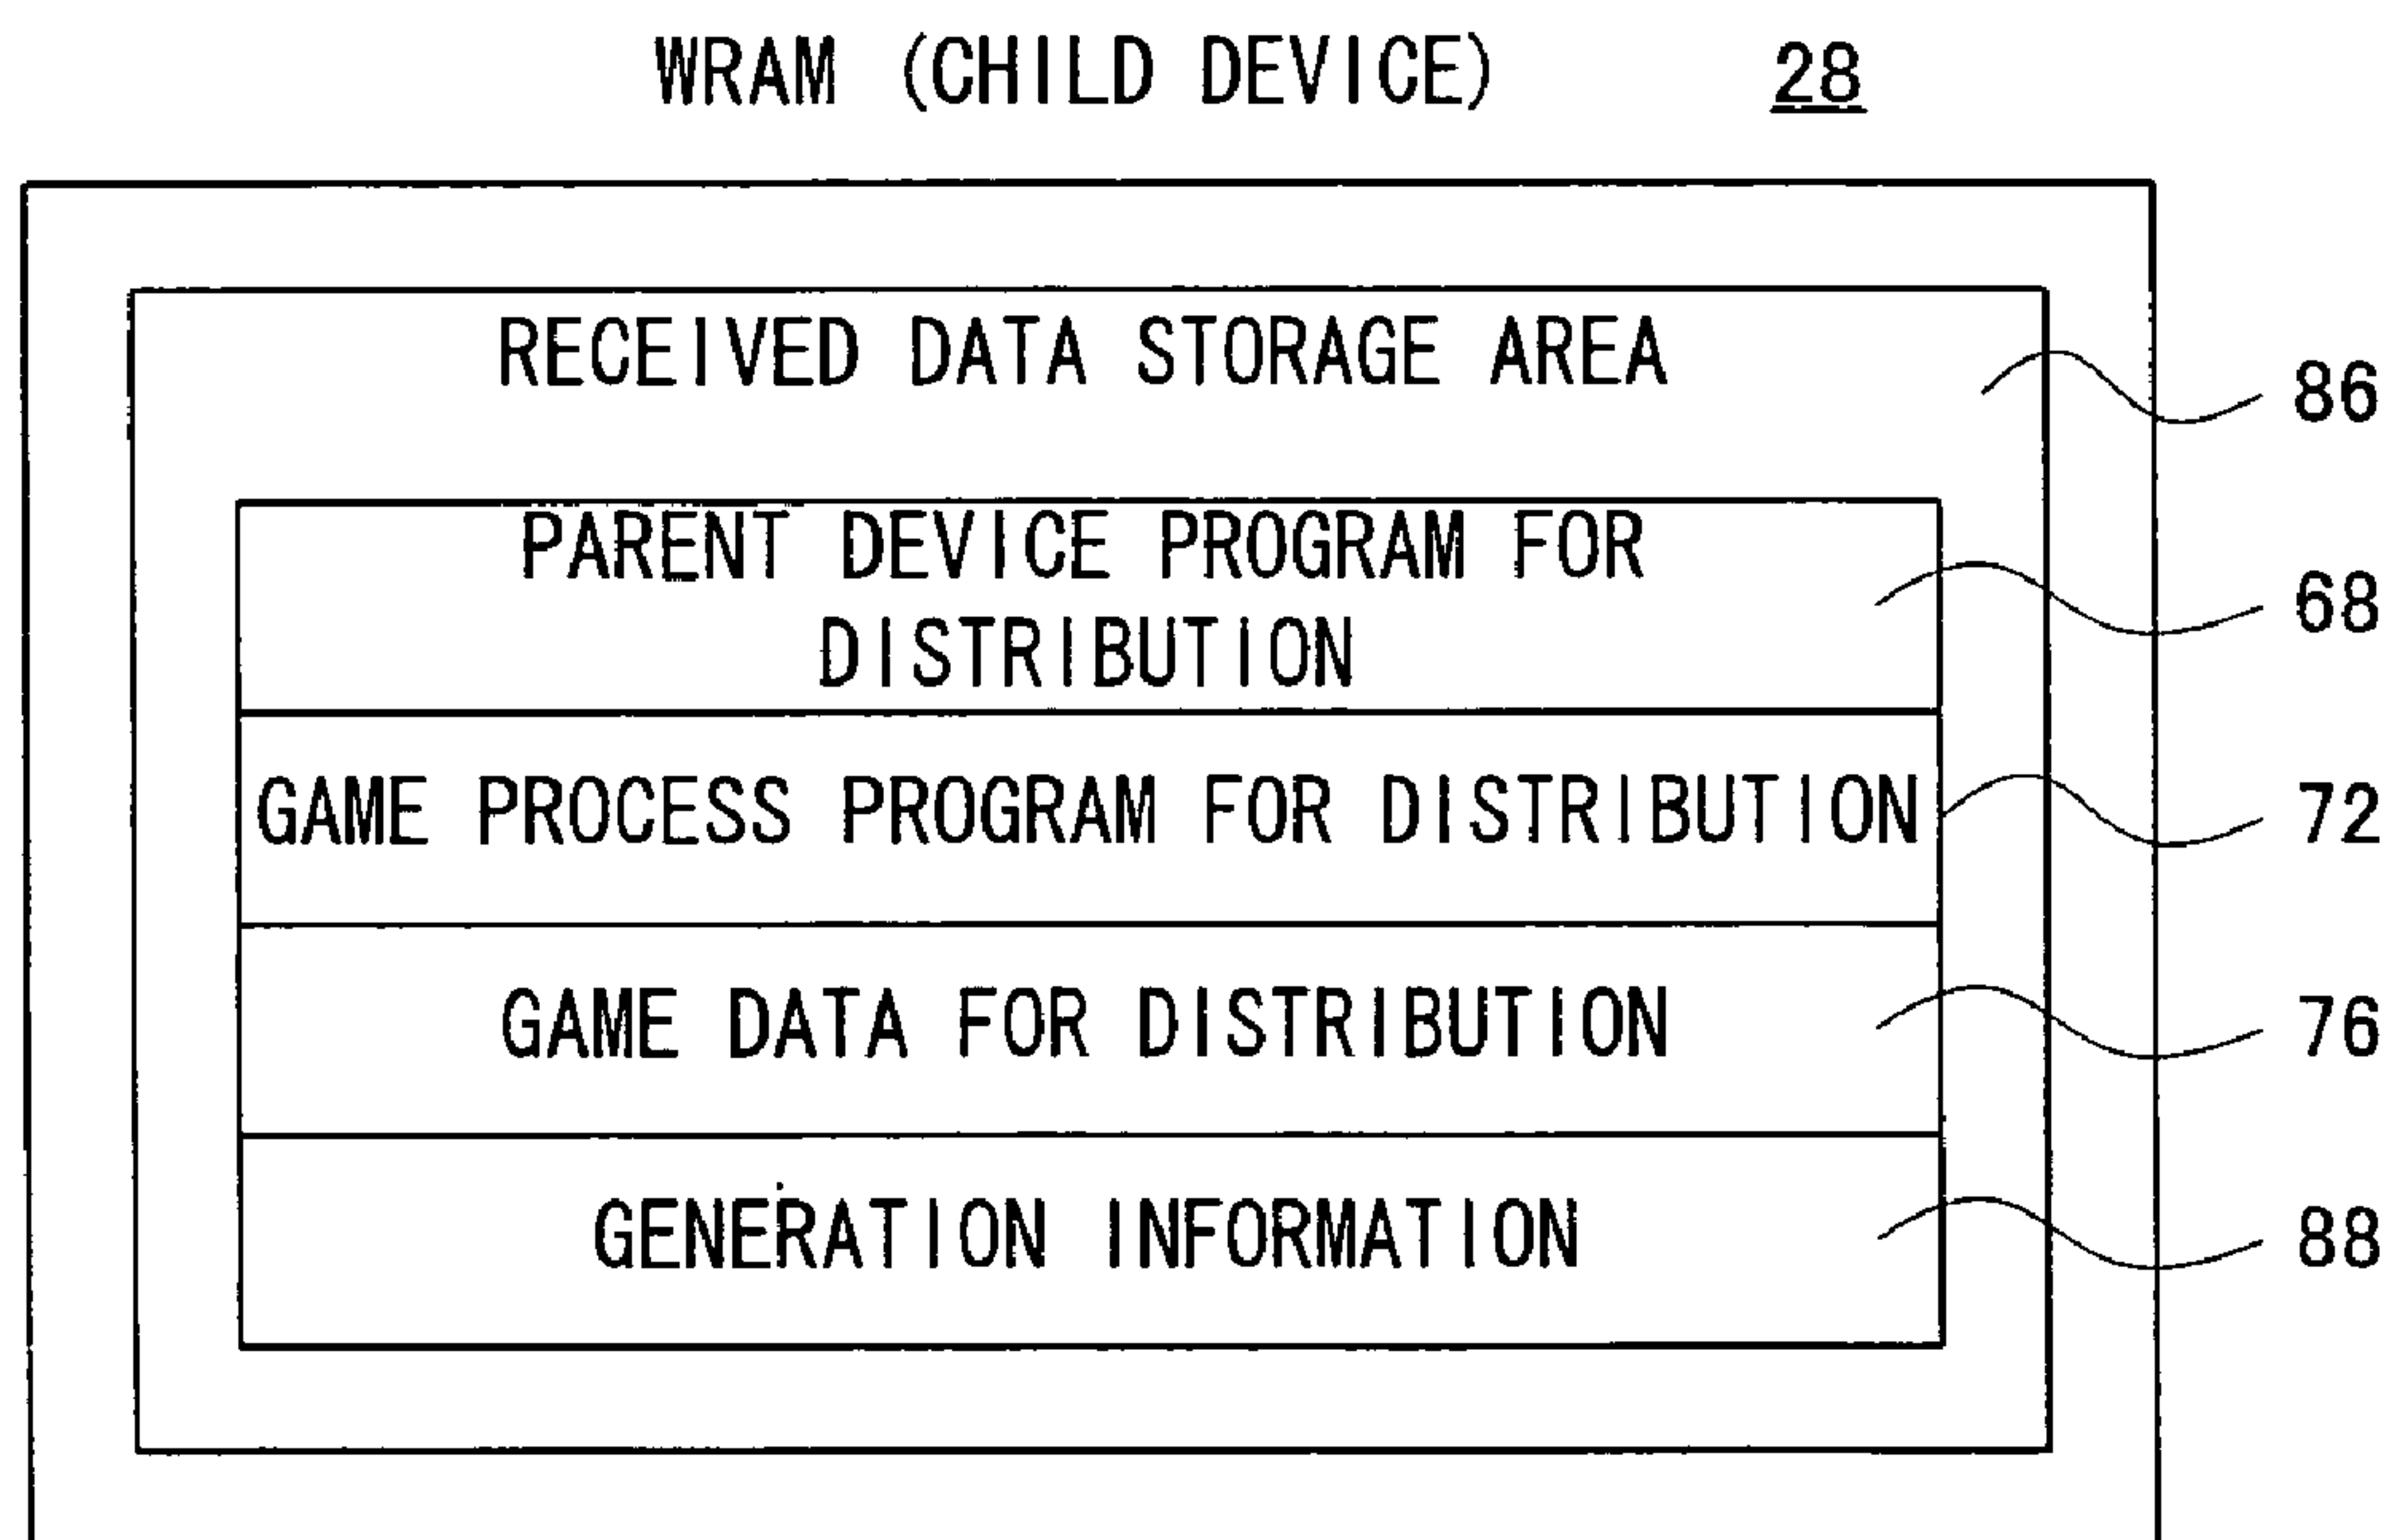 WRAM (CHILD DEVICE) 28
RECEIVED DATA STORAGE AREA 86
PARENT DEVICE PROGRAM FOR
DISTRIBUTION 68
GAME PROCESS PROGRAM FOR DISTRIBUTION 72
GAME DATA FOR DISTRIBUTION 76
GENERATION INFORMATION 88